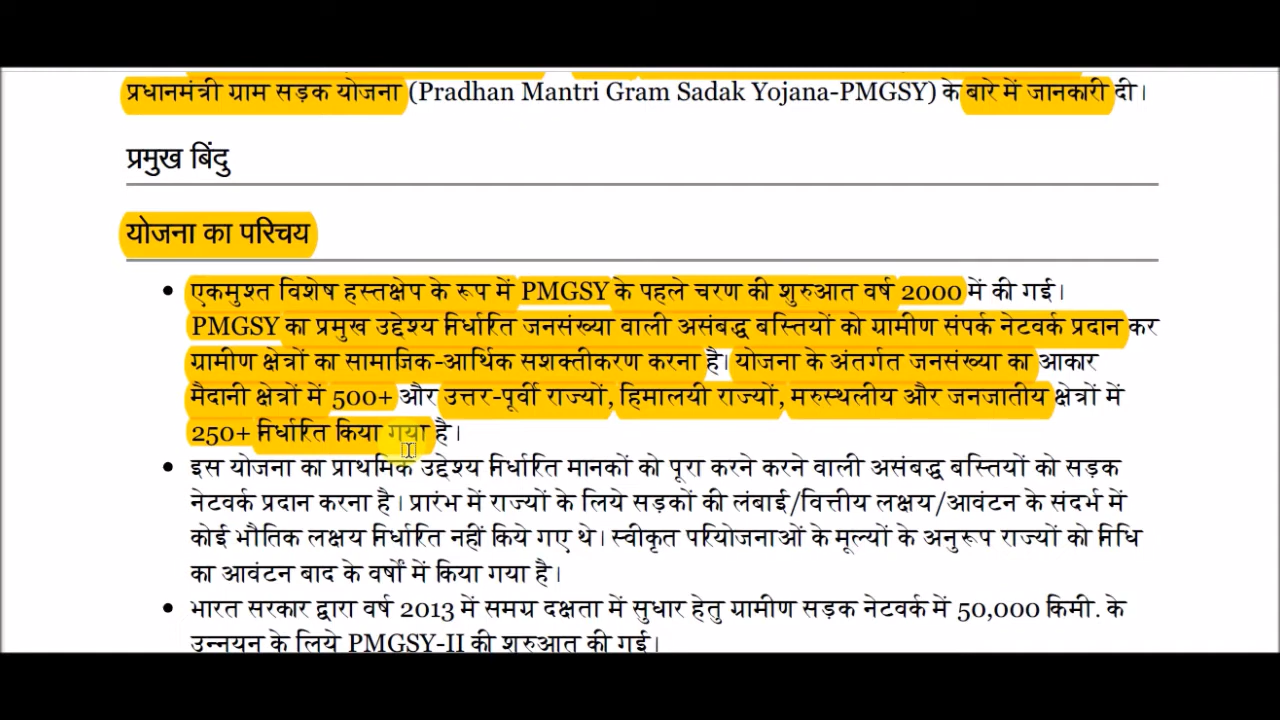 प्रधानमंत्री ग्राम सड़क योजना (Pradhan Mantri Gram Sadak Yojana-PMGSY) के बारे में जानकारी दी।
प्रमुख बिंदु
योजना का परिचय
• एकमुश्त विशेष हस्तक्षेप के रूप में PMGSY के पहले चरण की शुरुआत वर्ष 2000 में की गई।
PMGSY का प्रमुख उद्देश्य निर्धारित जनसंख्या वाली असंबद्ध बस्तियों को ग्रामीण संपर्क नेटवर्क प्रदान कर
ग्रामीण क्षेत्रों का सामाजिक-आर्थिक सशक्तीकरण करना है। योजना के अंतर्गत जनसंख्या का आकार
मैदानी क्षेत्रों में 500+ और उत्तर-पूर्वी राज्यों, हिमालयी राज्यों, मरुस्थलीय और जनजातीय क्षेत्रों में
250+ निर्धारित किया गया है।
• इस योजना का प्राथमिक उद्देश्य निर्धारित मानकों को पूरा करने करने वाली असंबद्ध बस्तियों को सड़क
नेटवर्क प्रदान करना है। प्रारंभ में राज्यों के लिये सड़कों की लंबाई/वित्तीय लक्षय/आवंटन के संदर्भ में
कोई भौतिक लक्षय निर्धारित नहीं किये गए थे। स्वीकृत परियोजनाओं के मूल्यों के अनुरूप राज्यों को निधि
का आवंटन बाद के वर्षों में किया गया है।
• भारत सरकार द्वारा वर्ष 2013 में समग्र दक्षता में सुधार हेतु ग्रामीण सड़क नेटवर्क में 50,000 किमी. के
उन्नयन के लिये PMGSY-II की शुरुआत की गई।